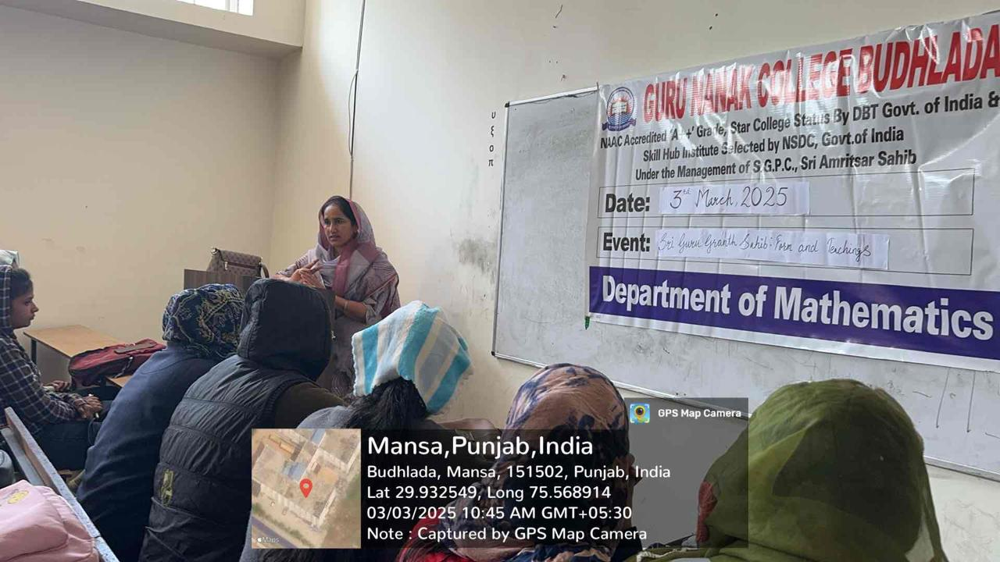 GURU NANAK COLLEGE BUDHLADA
NAAC Accredited 'A++' Grade, Star College Status By DBT Govt. of India &
Skill Hub Institute Selected by NSDC, Govt.of India
Under the Management of S.G.P.C., Sri Amritsar Sahib
Date: 3rd March, 2025
Event: Sri Guru Granth Sahib: Form and Teachings
Department of Mathematics
GPS Map Camera
Mansa,Punjab,India
Budhlada, Mansa, 151502, Punjab, India
Lat 29.932549, Long 75.568914
03/03/2025 10:45 AM GMT+05:30
Note : Captured by GPS Map Camera
Maps